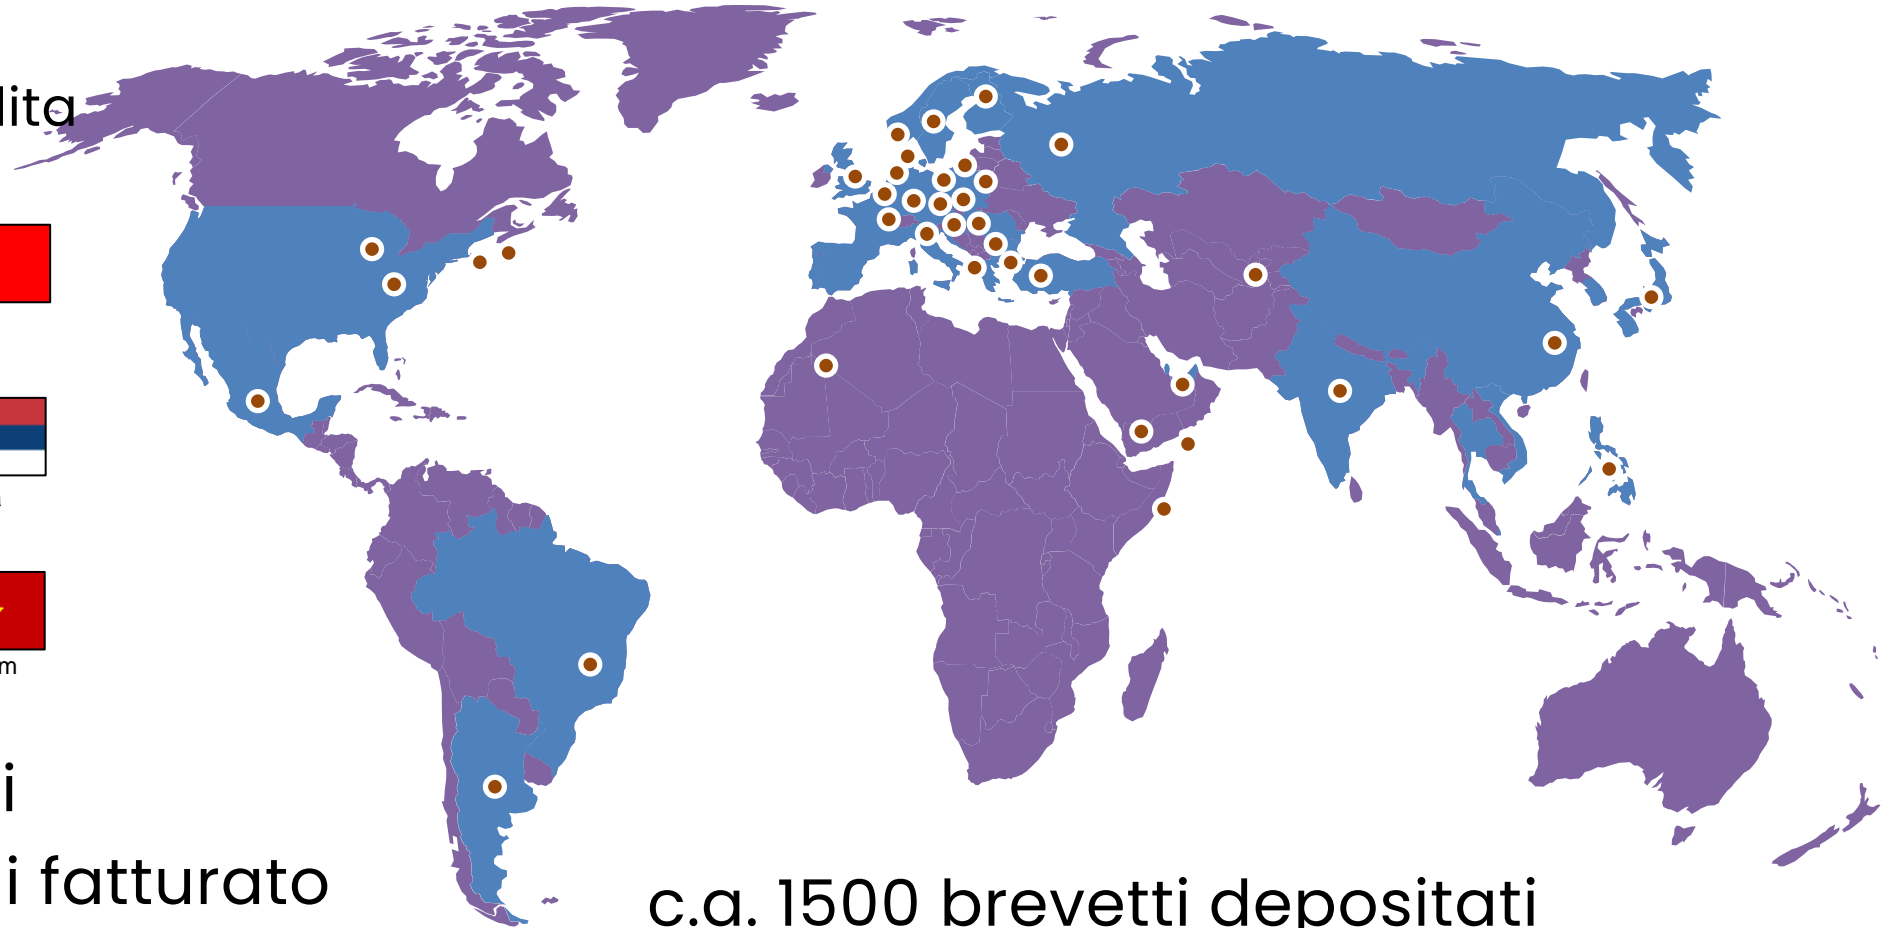 lita
m
i
i fatturato
c.a. 1500 brevetti depositati